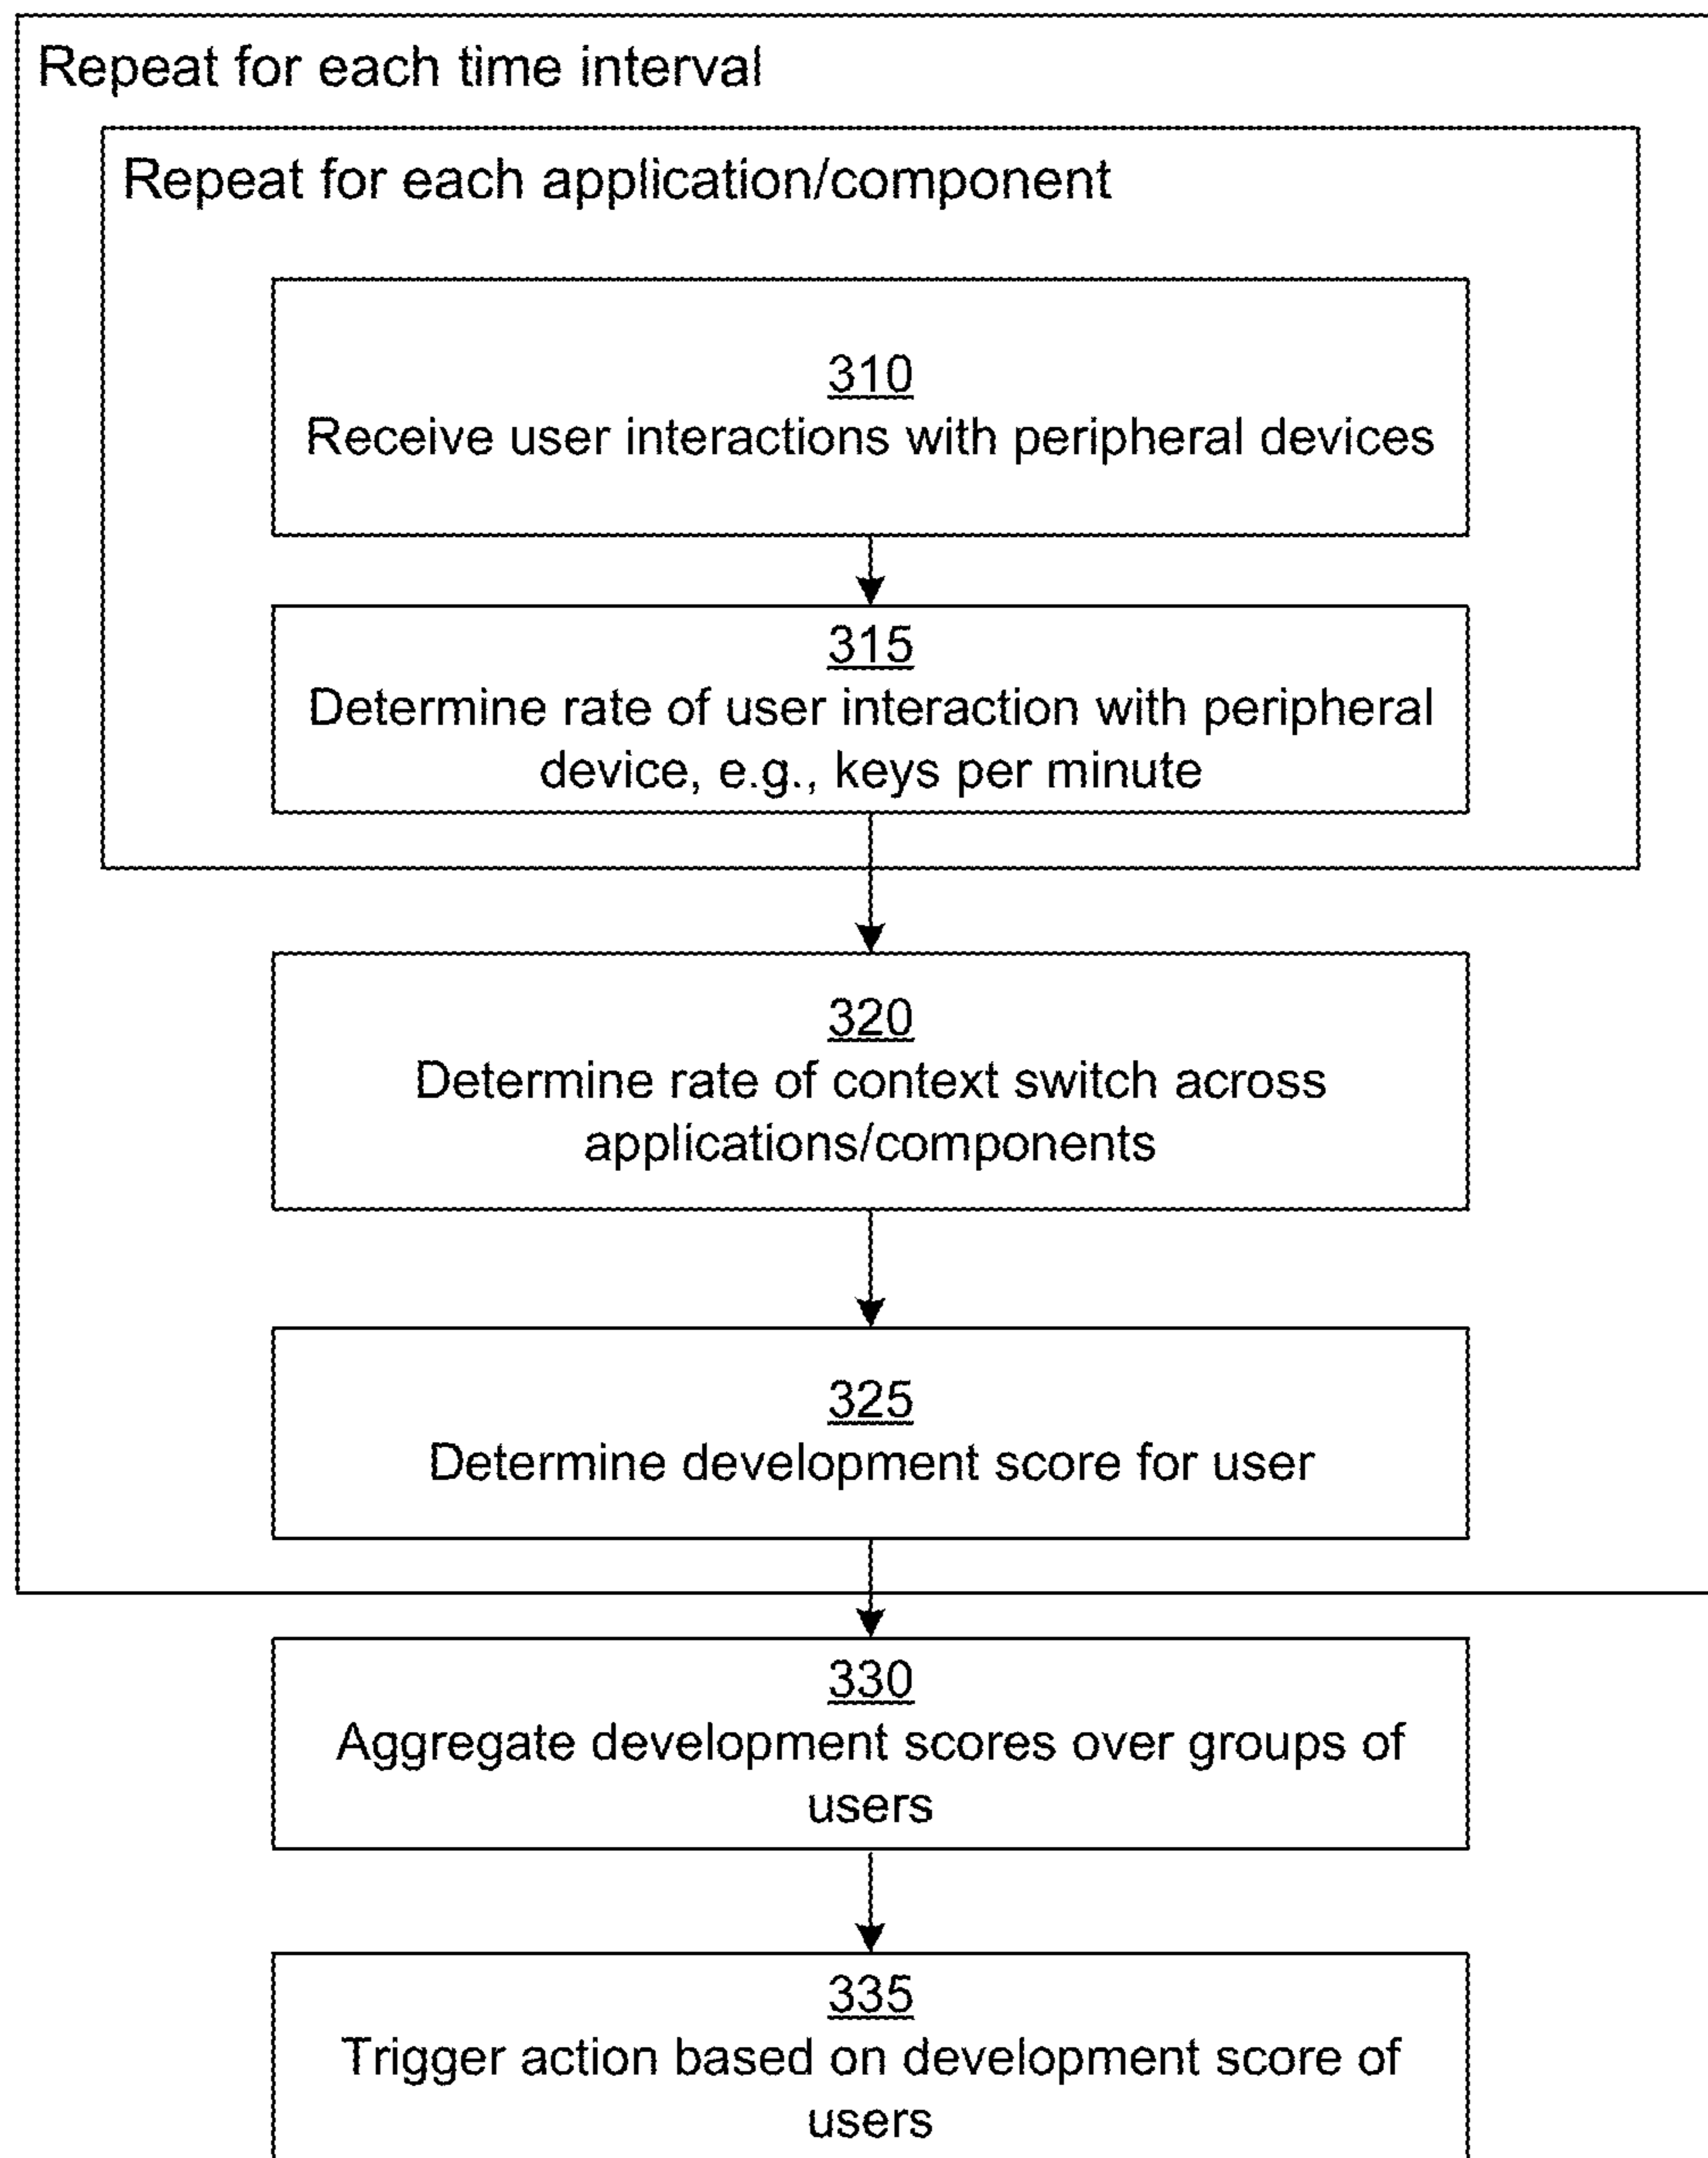 Repeat for each time interval
Repeat for each application/component
310
Receive user interactions with peripheral devices
315
Determine rate of user interaction with peripheral
device, e.g., keys per minute
320
Determine rate of context switch across
applications/components
325
Determine development score for user
330
Aggregate development scores over groups of
users
335
Trigger action based on development score of
users